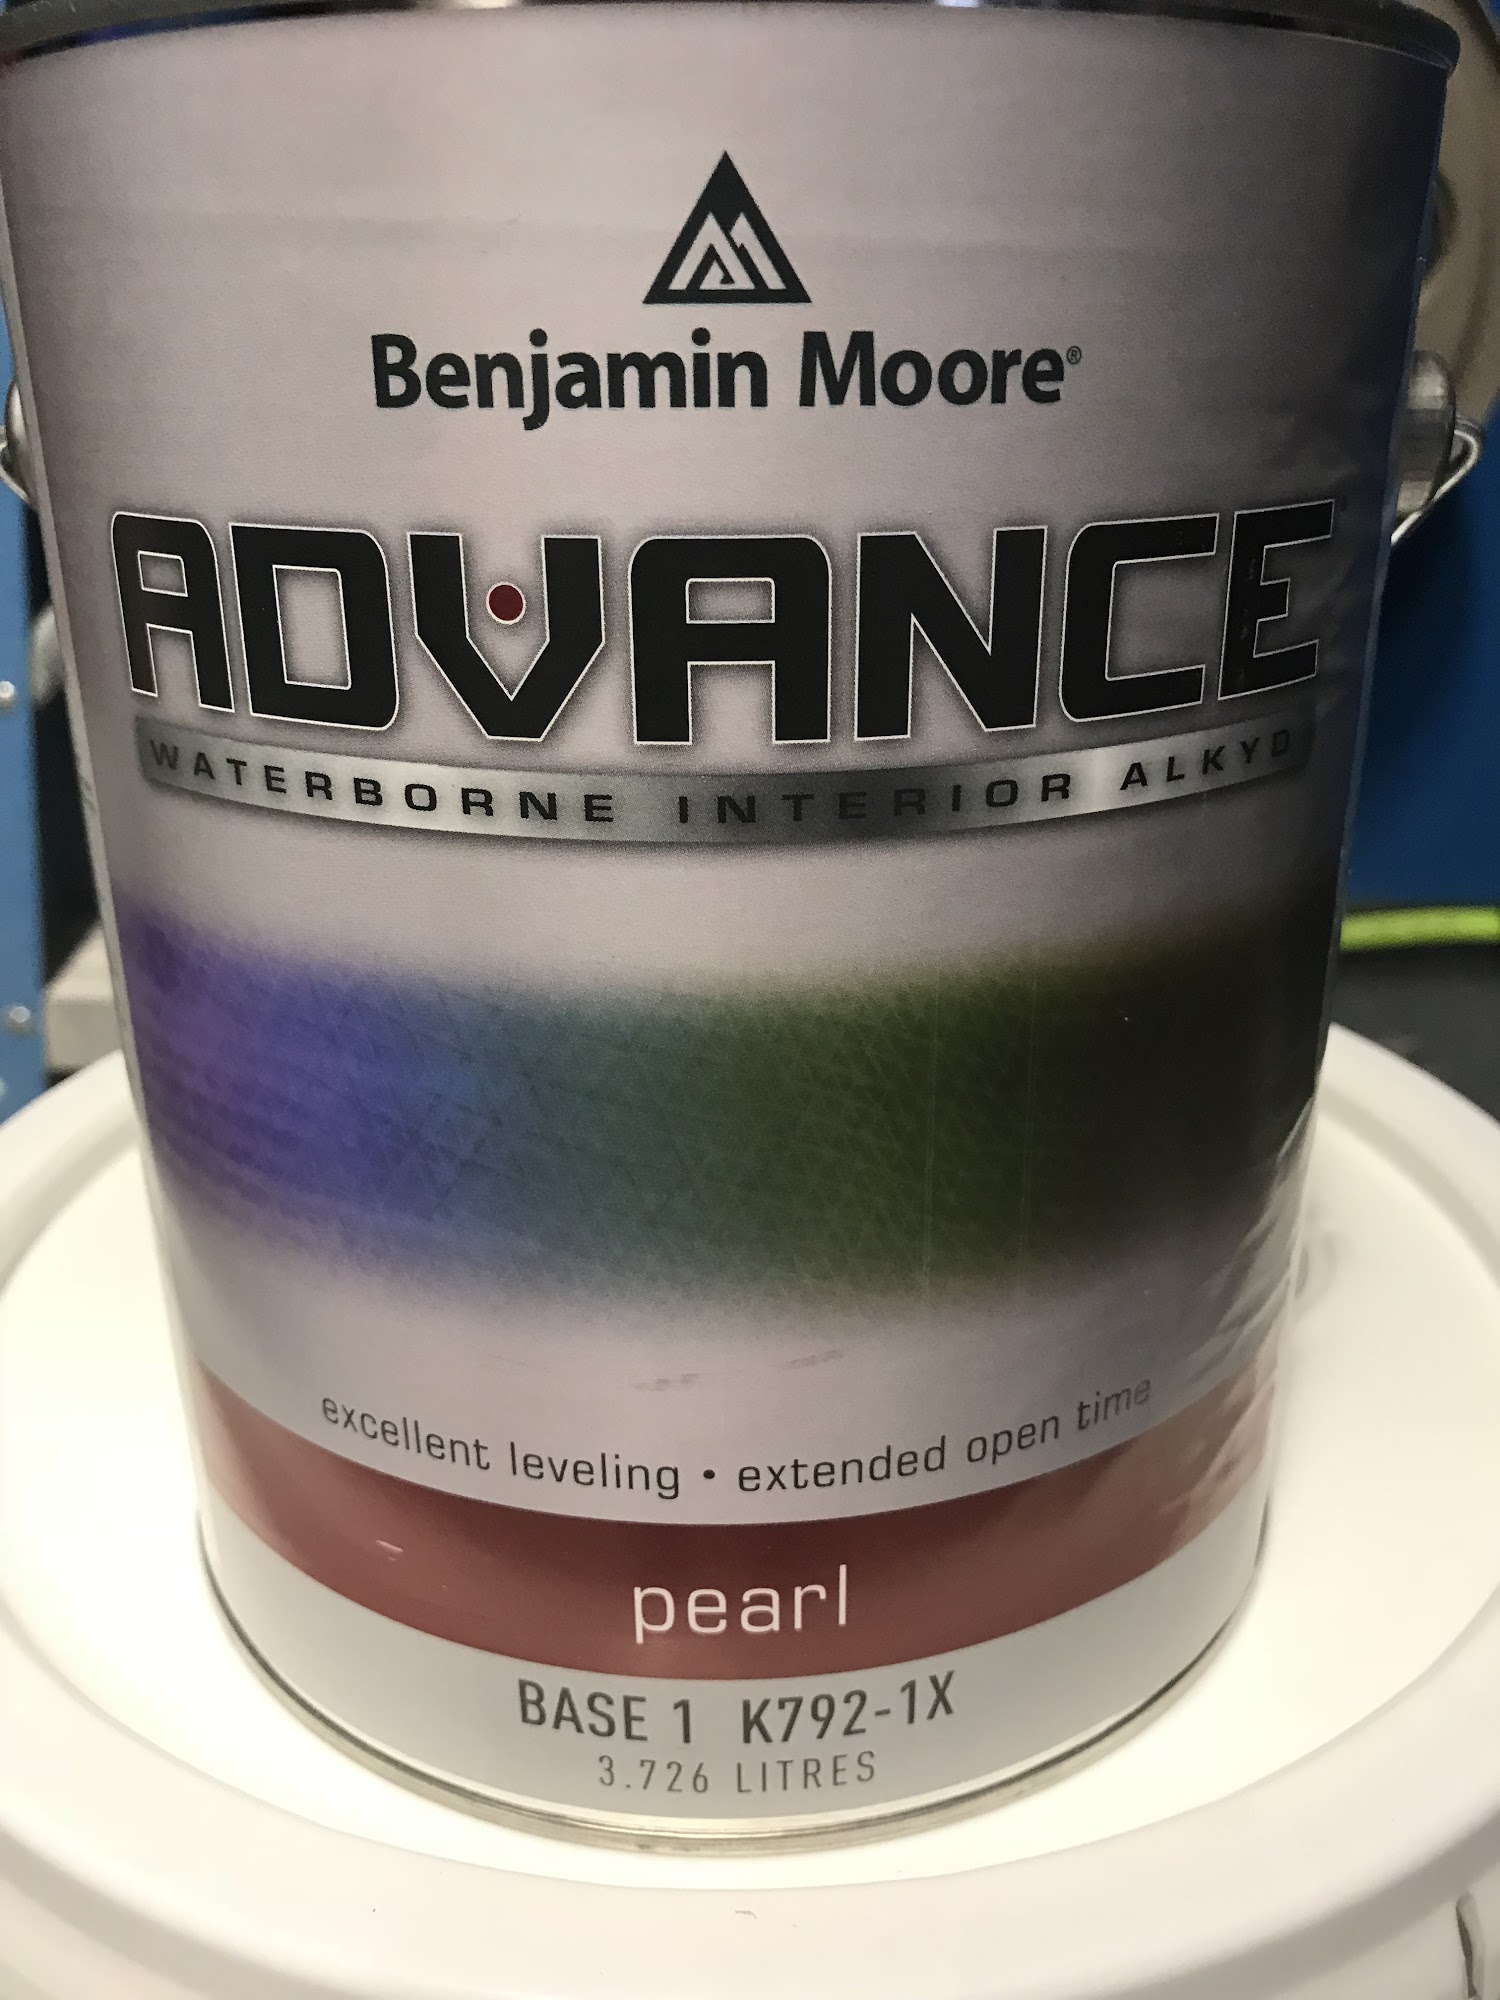 Benjamin Moore®
ADVANCE
WATERBORNE INTERIOR ALKYD
excellent leveling • extended open time
pearl
BASE 1 K792-1X
3.726 LITRES